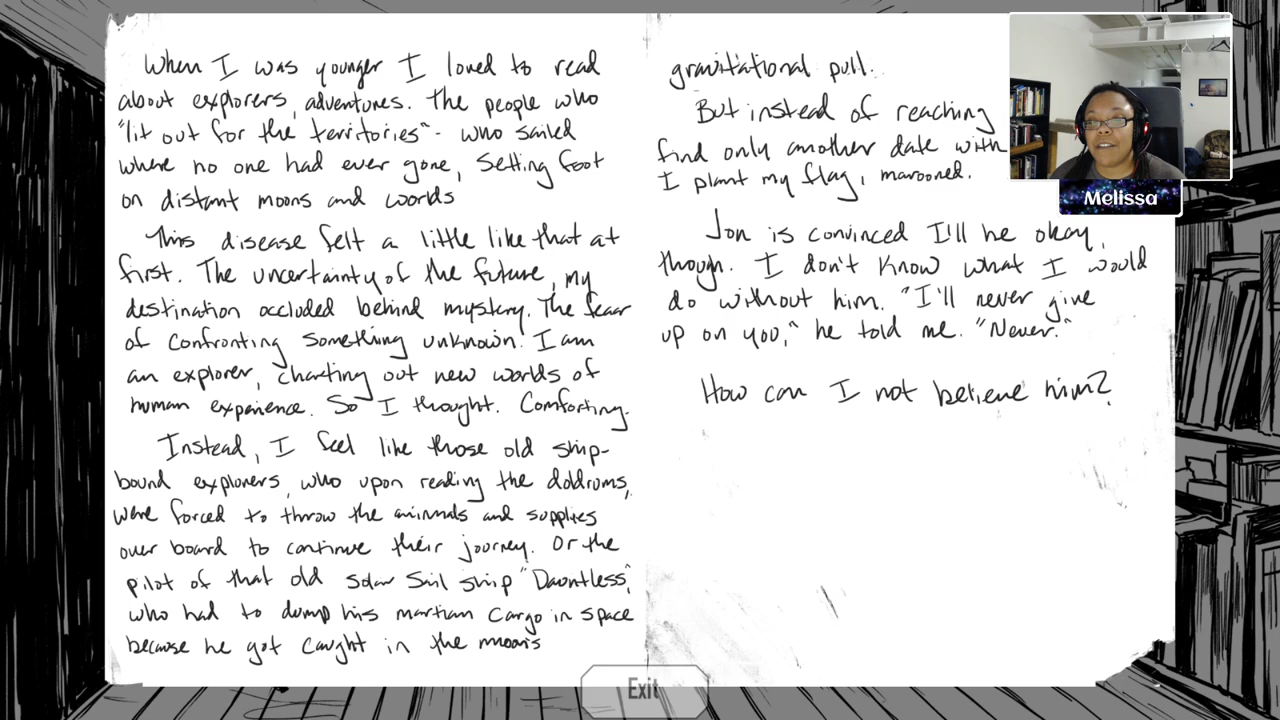 When I was younger I loved to read
about explorers, adventures. The people who
"lit out for the territories" - who sailed
where no one had ever gone, Setting foot
on distant moons and worlds
This disease felt a little like that at
first. The uncertainty of the future, my
destination occluded behind mystery. The fear
of confronting something unknown. I am
an explorer, charting out new worlds of
human experience. So I thought. Comforting.
Instead, I feel like those old ship-
bound explorers, who upon reading the doldrums,
were forced to throw the animals and supplies
over board to continue their journey. Or the
pilot of that old Solar Sail ship "Dauntless,"
who had to dump his martian Cargo in space
because he got caught in the moons
gravitational pull.
But instead of reaching
find only another date with
I plant my flag, marooned.
Jon is convinced I'll be okay,
though. I don't know what I would
do without him. "I'll never give
up on you," he told me. "Never."
How can I not believe him?
Melissa
Exit